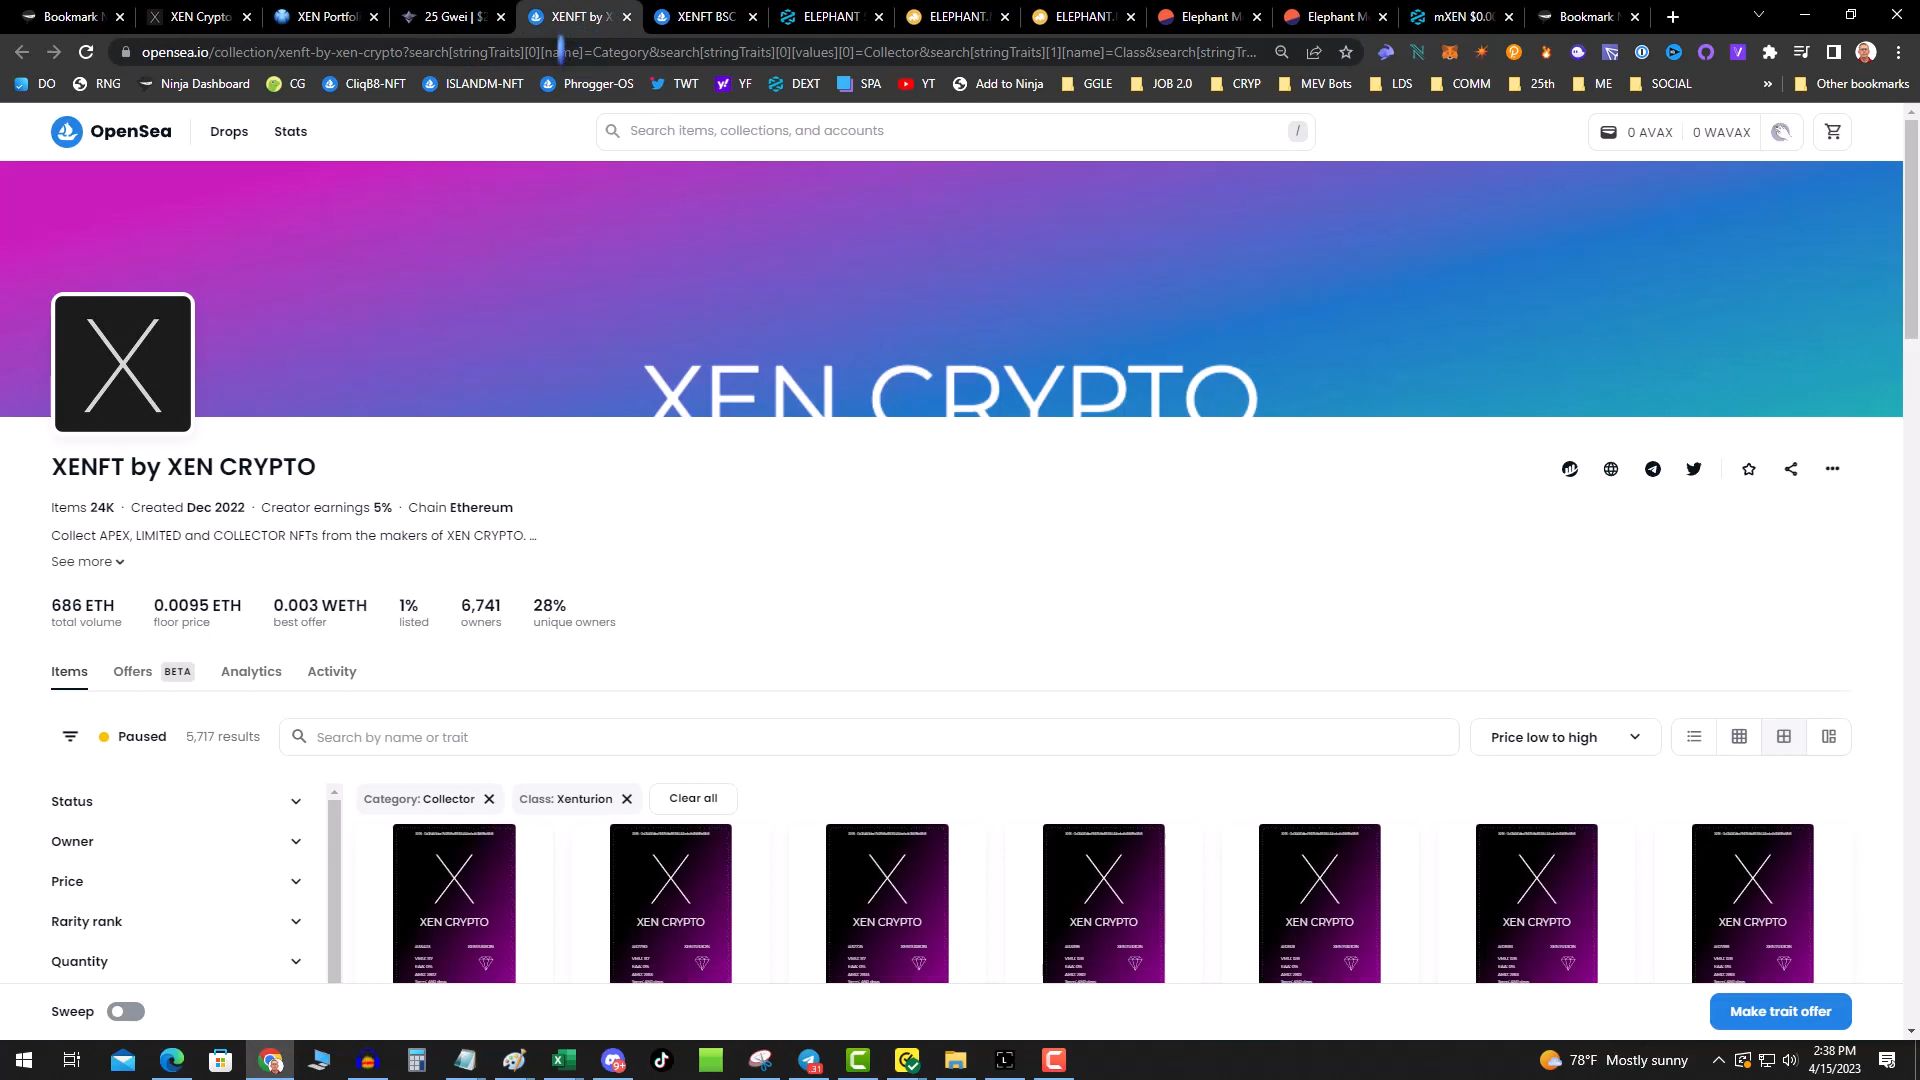 Bookmark N
XEN Crypto
XEN Portfol
25 Gwei | $2
XENFT by X
XENFT BSC
ELEPHANT S
ELEPHANT.
ELEPHANT.
Elephant M
Elephant M
mXEN $0.00
Bookmark N
opensea.io/collection/xenft-by-xen-crypto?search[stringTraits][0][name]=Category&search[stringTraits][0][values][0]=Collector&search[stringTraits][1][name]=Class&search[stringTr...
DO RNG Ninja Dashboard CG CliqB8-NFT ISLANDM-NFT Phrogger-OS TWT YF DEXT SPA YT Add to Ninja GGLE JOB 2.0 CRYP MEV Bots LDS COMM 25th ME SOCIAL » Other bookmarks
OpenSea Drops Stats
Search items, collections, and accounts /
0 AVAX 0 WAVAX
XEN CRYPTO
XENFT by XEN CRYPTO
Items 24K · Created Dec 2022 · Creator earnings 5% · Chain Ethereum
Collect APEX, LIMITED and COLLECTOR NFTs from the makers of XEN CRYPTO. ...
See more
686 ETH 0.0095 ETH 0.003 WETH 1% 6,741 28%
total volume floor price best offer listed owners unique owners
Items Offers BETA Analytics Activity
Paused 5,717 results Search by name or trait Price low to high
Status
Owner
Price
Rarity rank
Quantity
Category: Collector Class: Xenturion Clear all
XEN CRYPTO
XEN CRYPTO
XEN CRYPTO
XEN CRYPTO
XEN CRYPTO
XEN CRYPTO
XEN CRYPTO
Sweep
Make trait offer
9+
31
78°F Mostly sunny
2:38 PM
4/15/2023